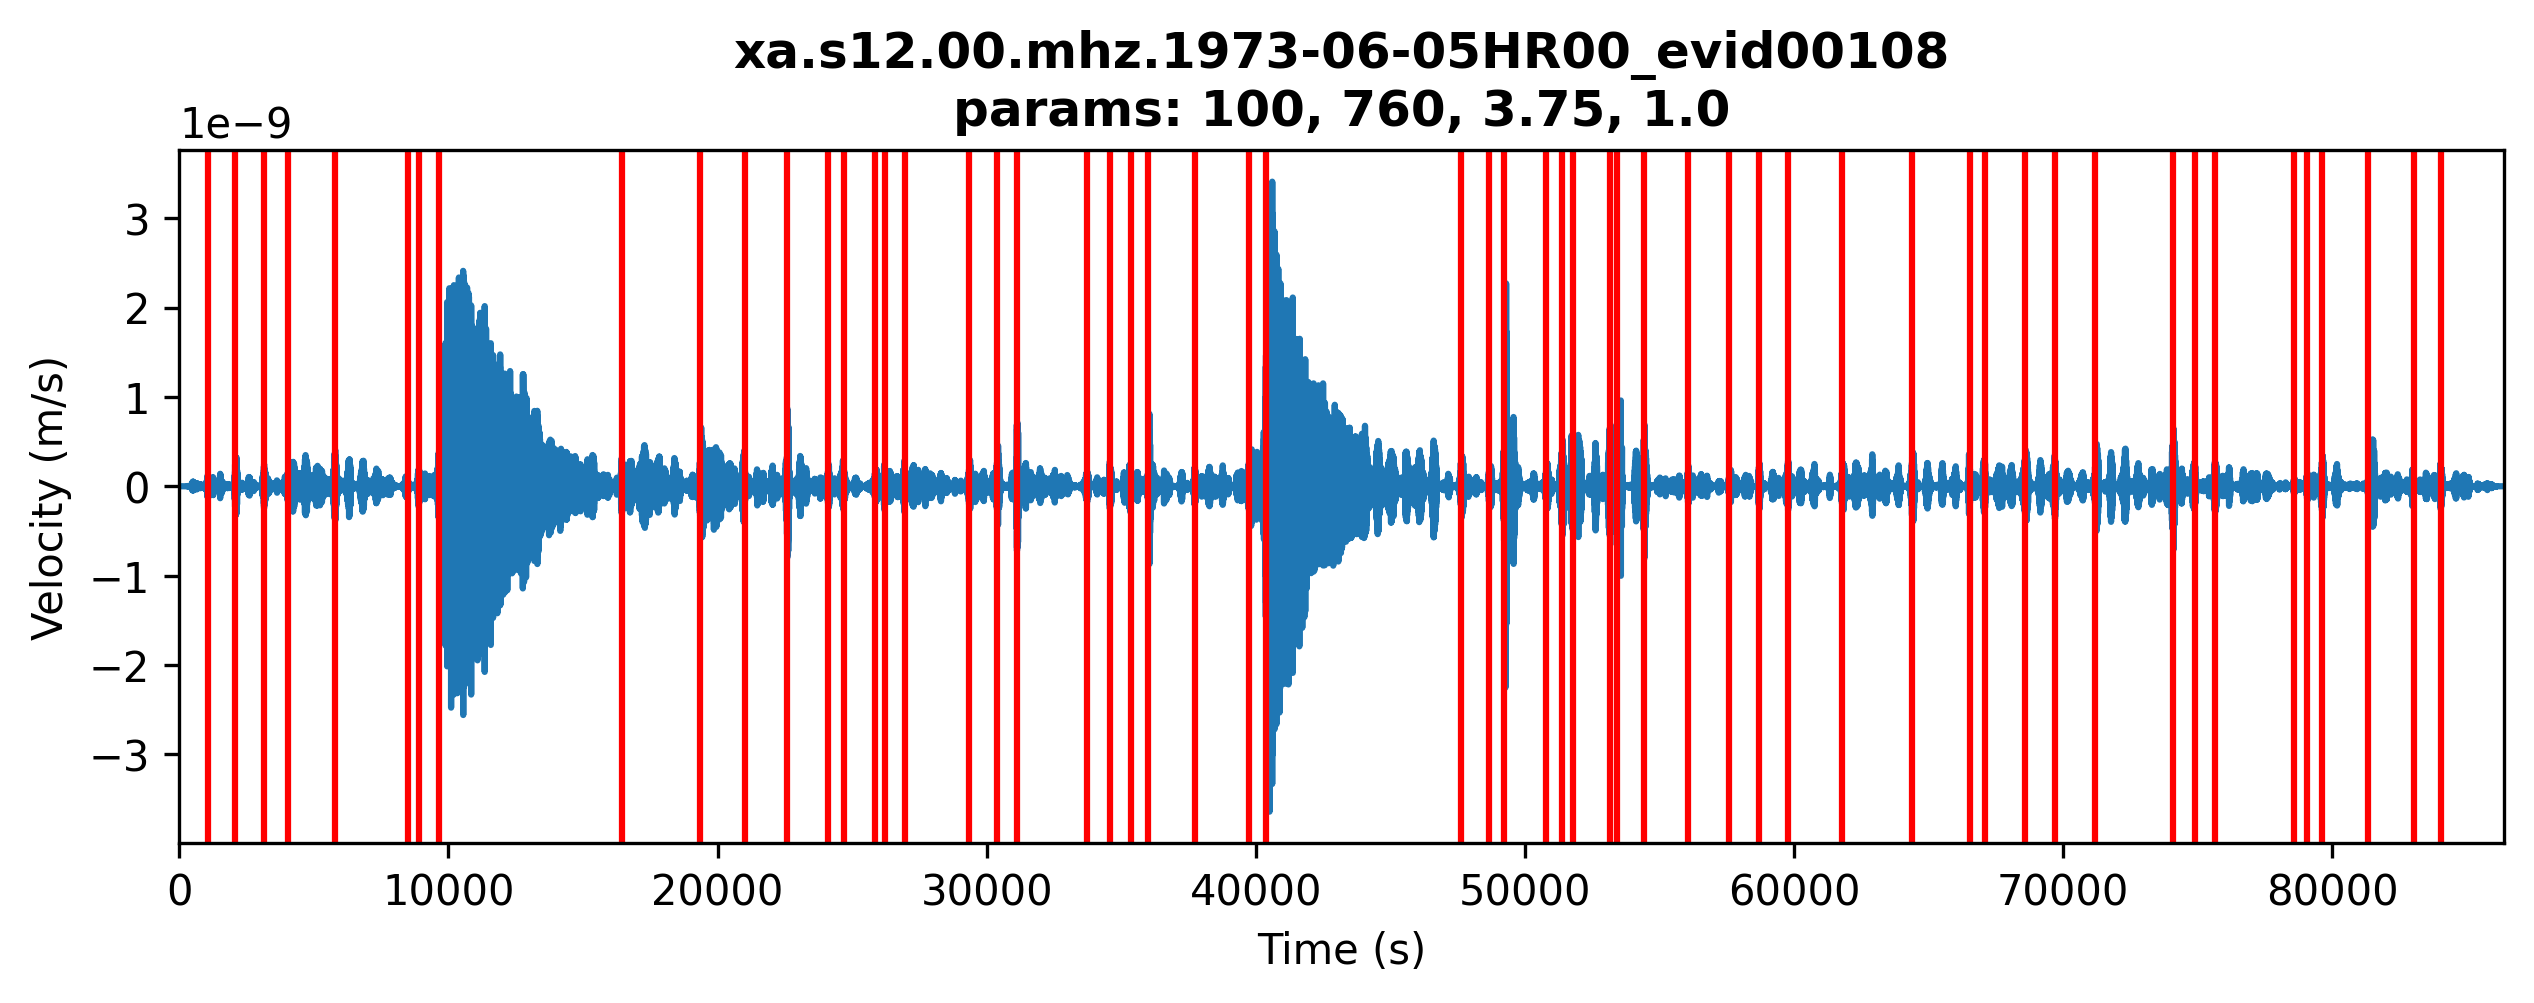 xa.s12.00.mhz.1973-06-05HR00_evid00108
params: 100, 760, 3.75, 1.0
1e−9
3
2
1
0
−1
−2
−3
Velocity (m/s)
0 10000 20000 30000 40000 50000 60000 70000 80000
Time (s)